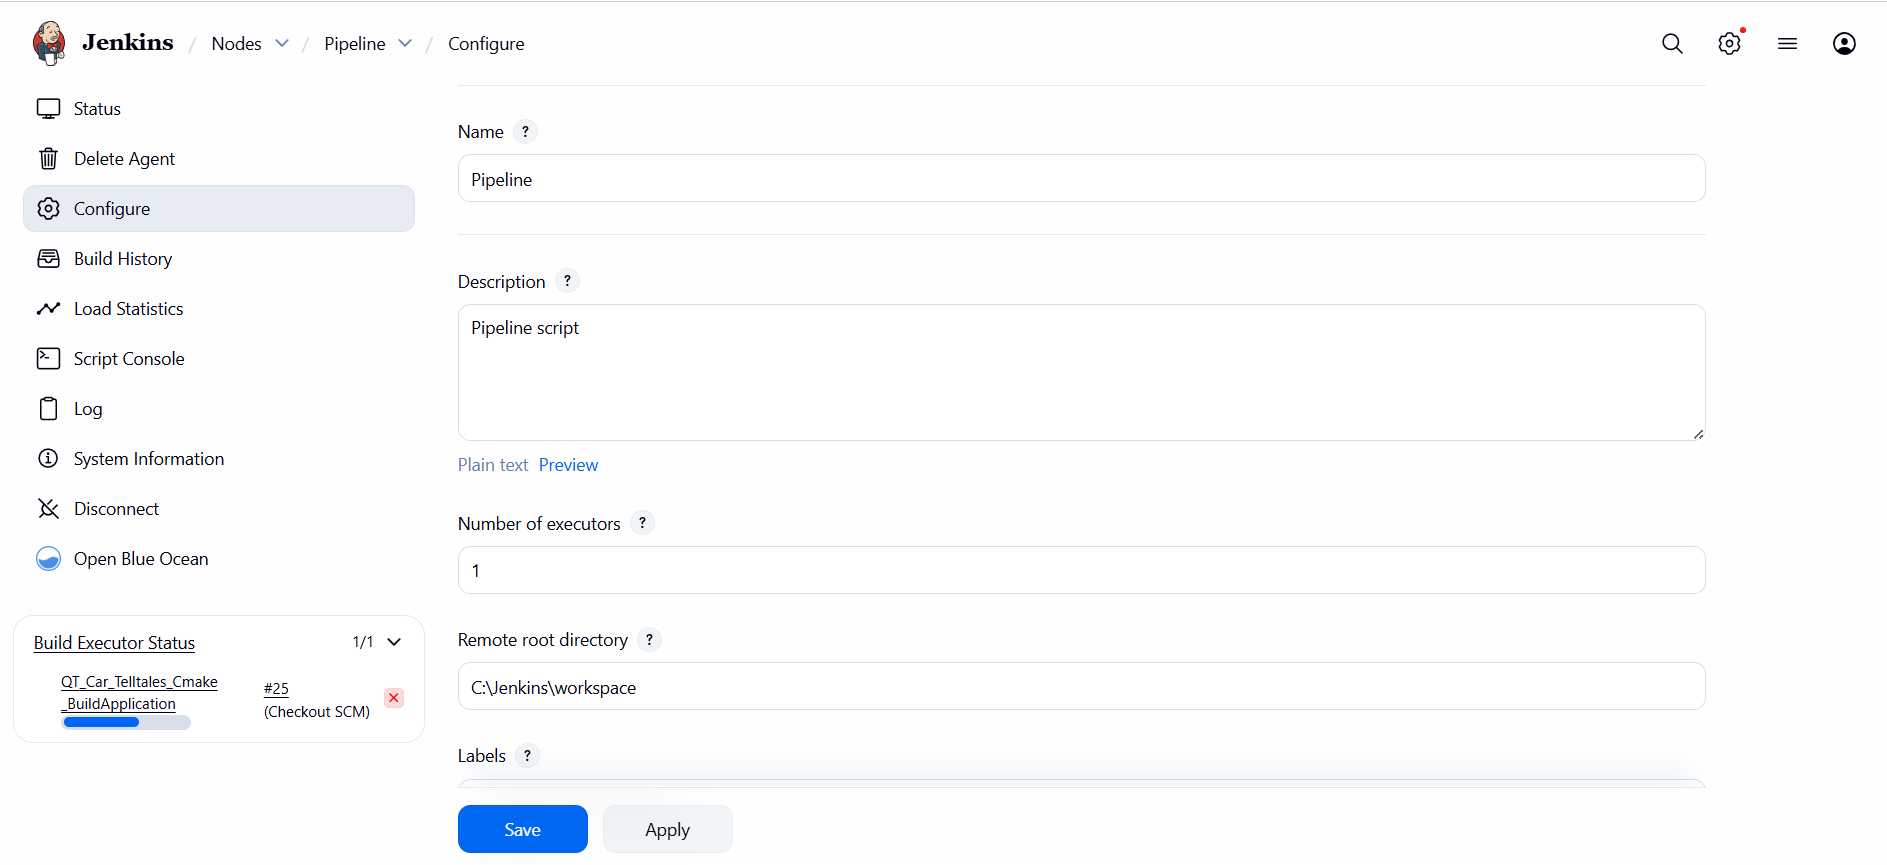 Jenkins / Nodes / Pipeline / Configure
Status
Delete Agent
Configure
Build History
Load Statistics
Script Console
Log
System Information
Disconnect
Open Blue Ocean
Build Executor Status 1/1
QT_Car_Telltales_Cmake
_BuildApplication
#25
(Checkout SCM)
Name ?
Pipeline
Description ?
Pipeline script
Plain text Preview
Number of executors ?
1
Remote root directory ?
C:\Jenkins\workspace
Labels ?
Save Apply